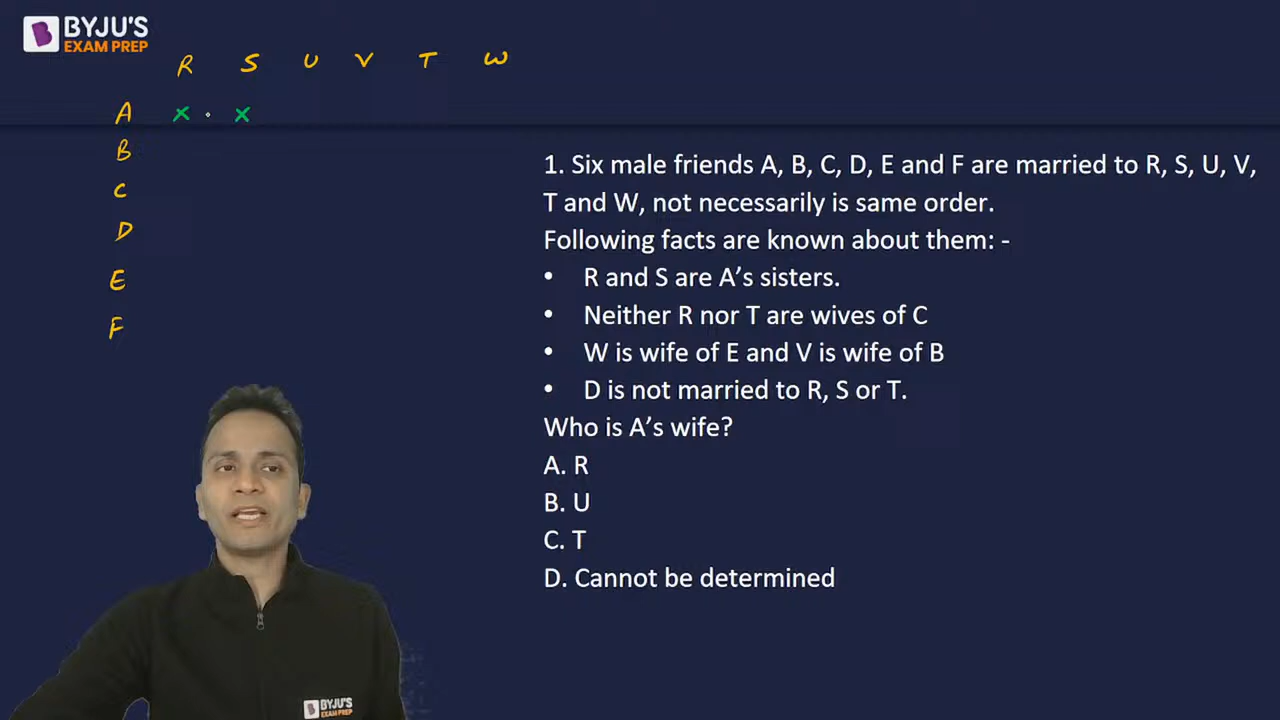 BYJU'S
EXAM PREP
R S U V T W
A x x
B
C
D
E
F
1. Six male friends A, B, C, D, E and F are married to R, S, U, V,
T and W, not necessarily is same order.
Following facts are known about them: -
• R and S are A’s sisters.
• Neither R nor T are wives of C
• W is wife of E and V is wife of B
• D is not married to R, S or T.
Who is A’s wife?
A. R
B. U
C. T
D. Cannot be determined
BYJU'S
EXAM PREP